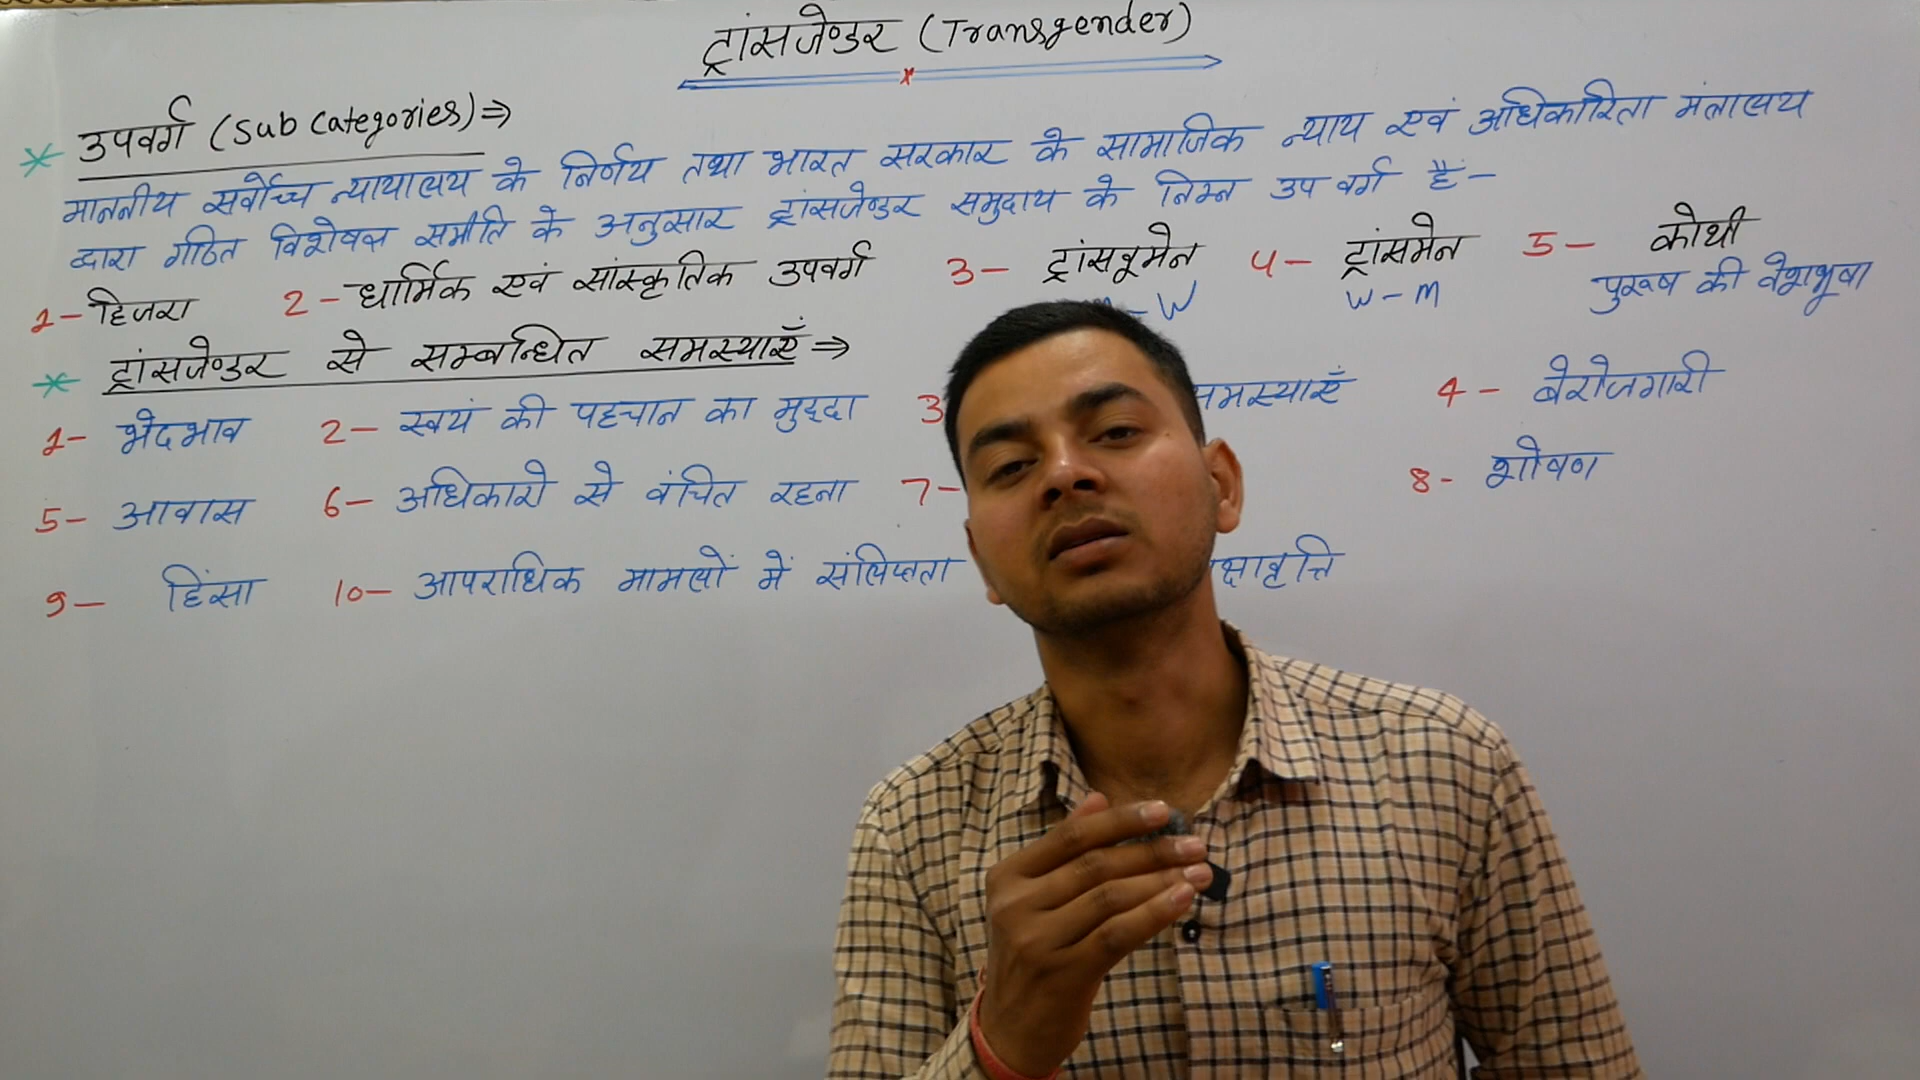 ट्रांसजेण्डर (Transgender)
* उपवर्ग (Sub Categories) ⇒
माननीय सर्वोच्च न्यायालय के निर्णय तथा भारत सरकार के सामाजिक न्याय एवं अधिकारिता मंत्रालय
द्वारा गठित विशेषज्ञ समीति के अनुसार ट्रांसजेण्डर समुदाय के निम्न उप वर्ग है-
1- हिजरा 2- धार्मिक एवं सांस्कृतिक उपवर्ग 3- ट्रांसवूमेन 4- ट्रांसमेन 5- कोथी
- W W - M पुरूष की वेशभूषा
* ट्रांसजेण्डर से सम्बन्धित समस्याएँ ⇒
1- भेदभाव 2- स्वयं की पहचान का मुद्दा 3 समस्याएँ 4- बेरोजगारी
5- आवास 6- अधिकारो से वंचित रहना 7- 8- शोषण
9- हिंसा 10- आपराधिक मामलों में संलिप्तता क्षावृत्ति